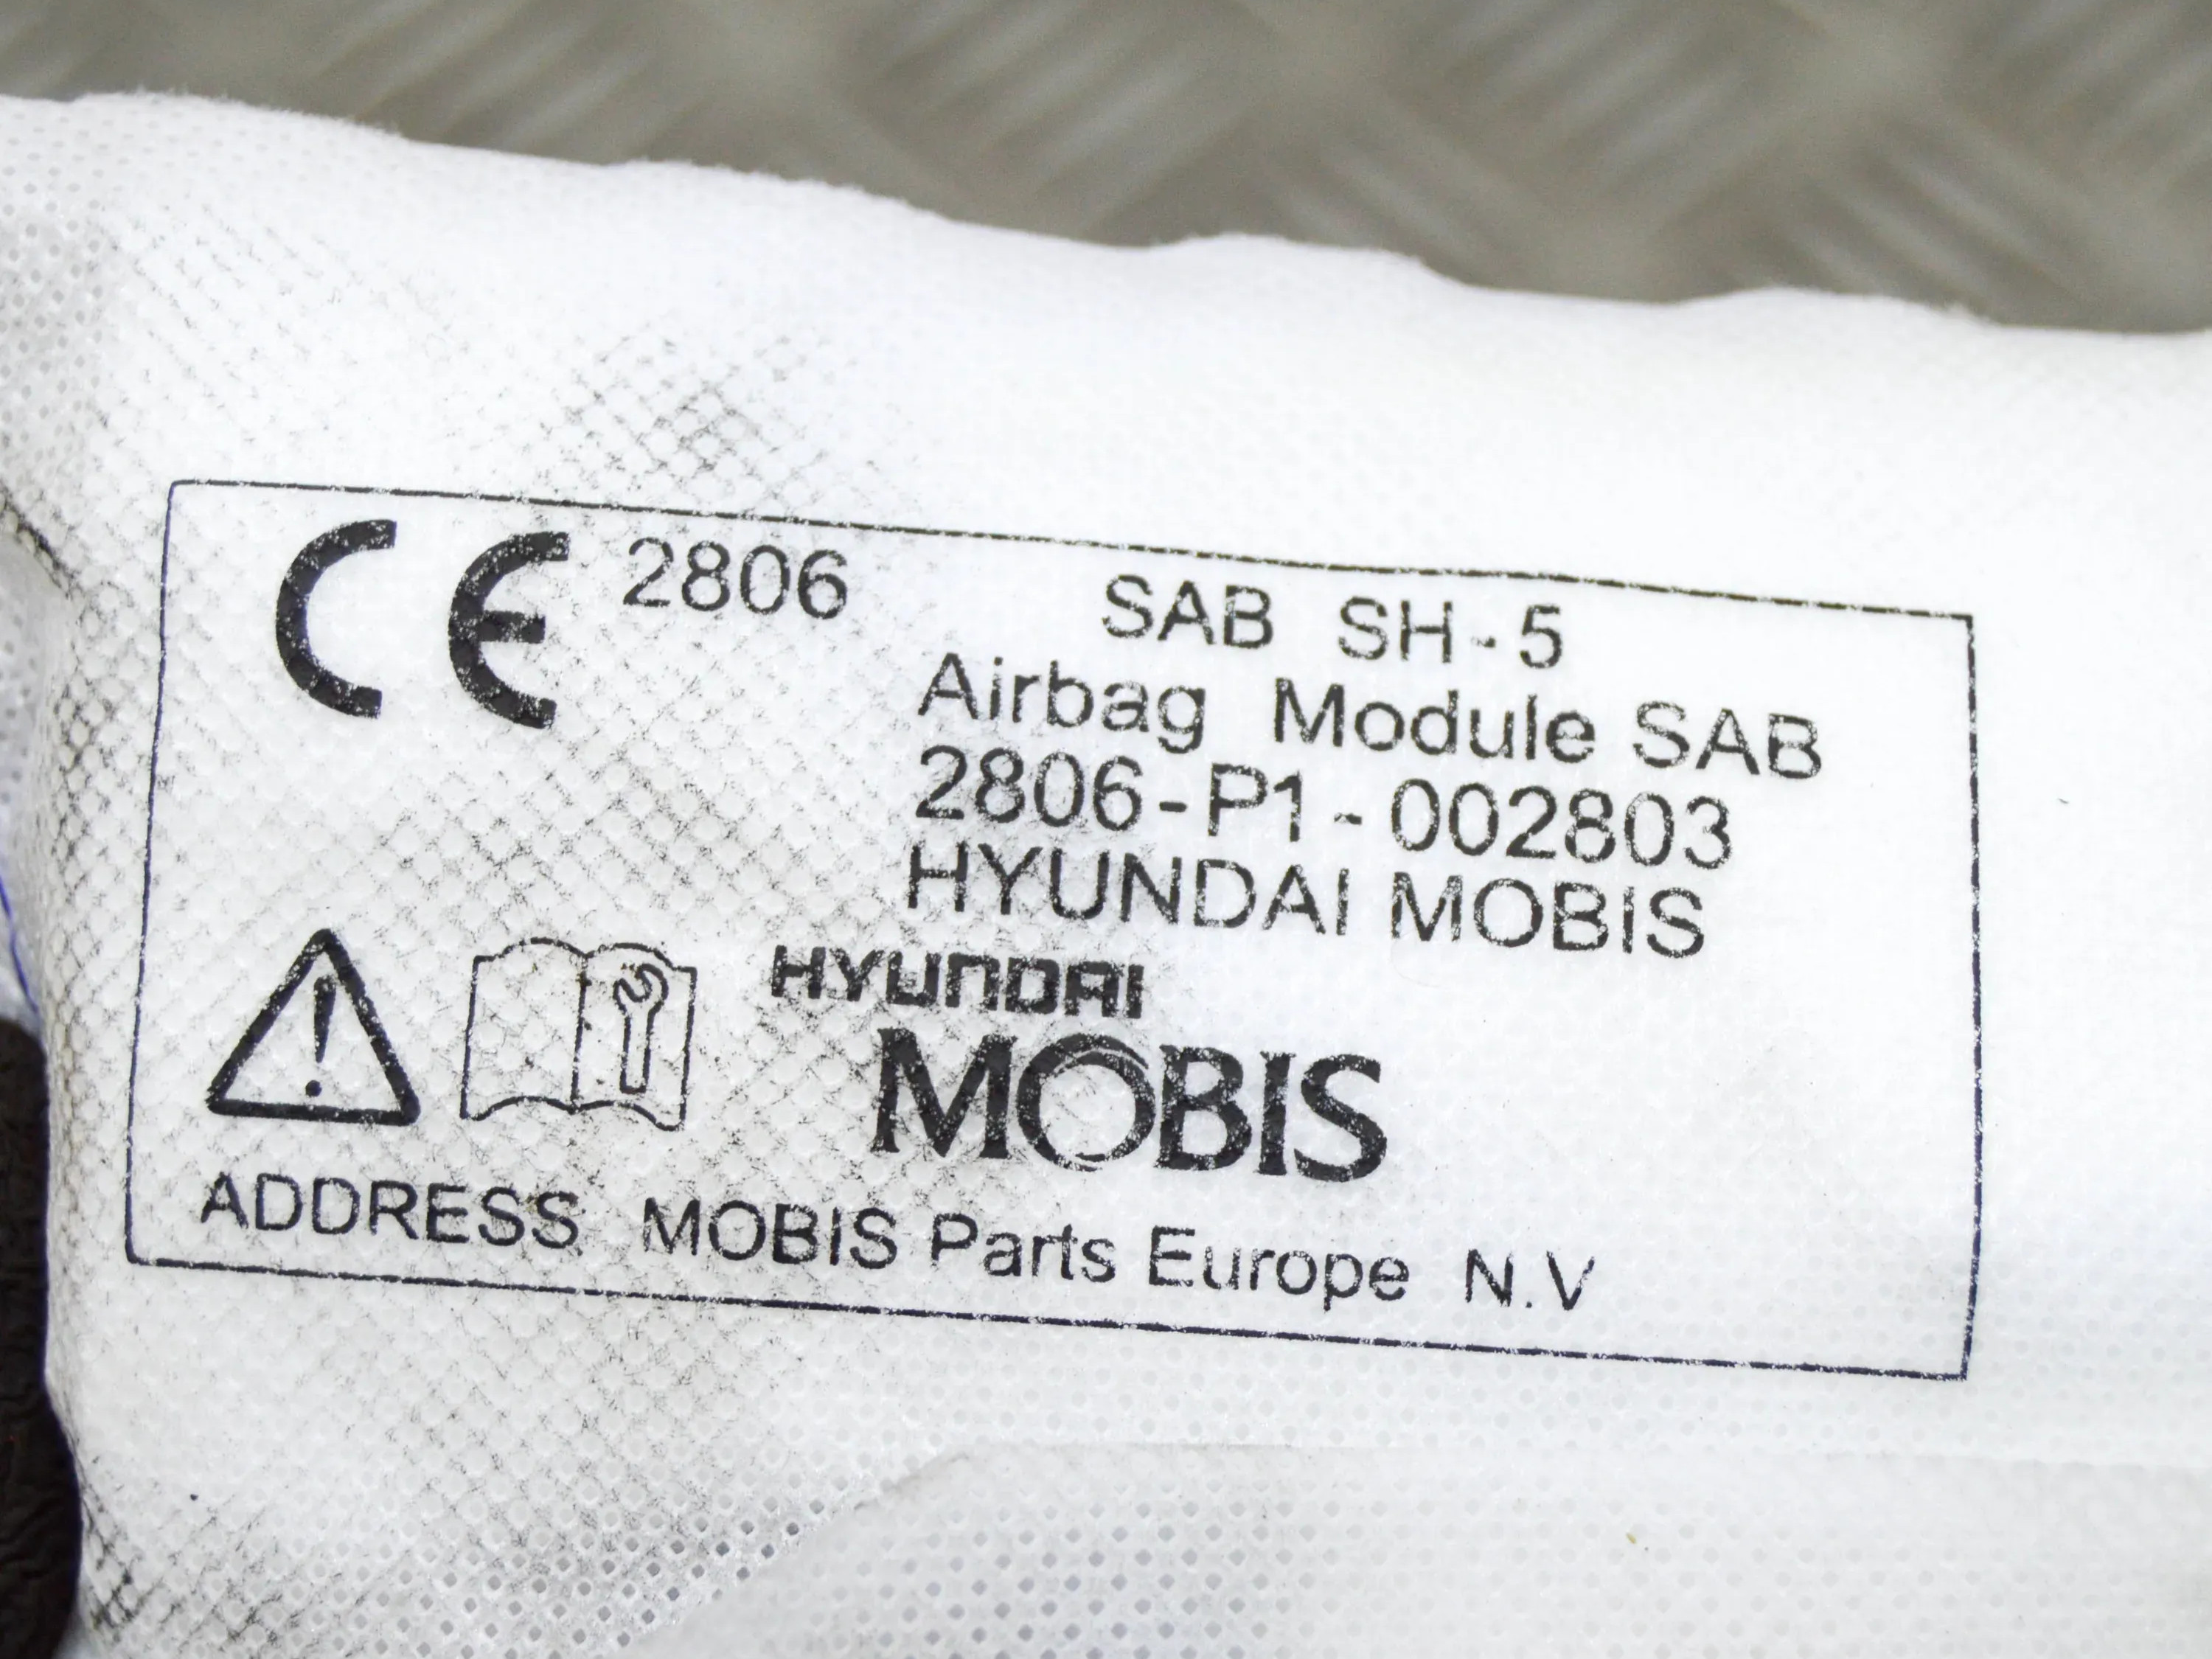 CE 2806
SAB SH-5
Airbag Module SAB
2806-P1-002803
HYUNDAI MOBIS
HYUNDAI
MOBIS
ADDRESS MOBIS Parts Europe N.V